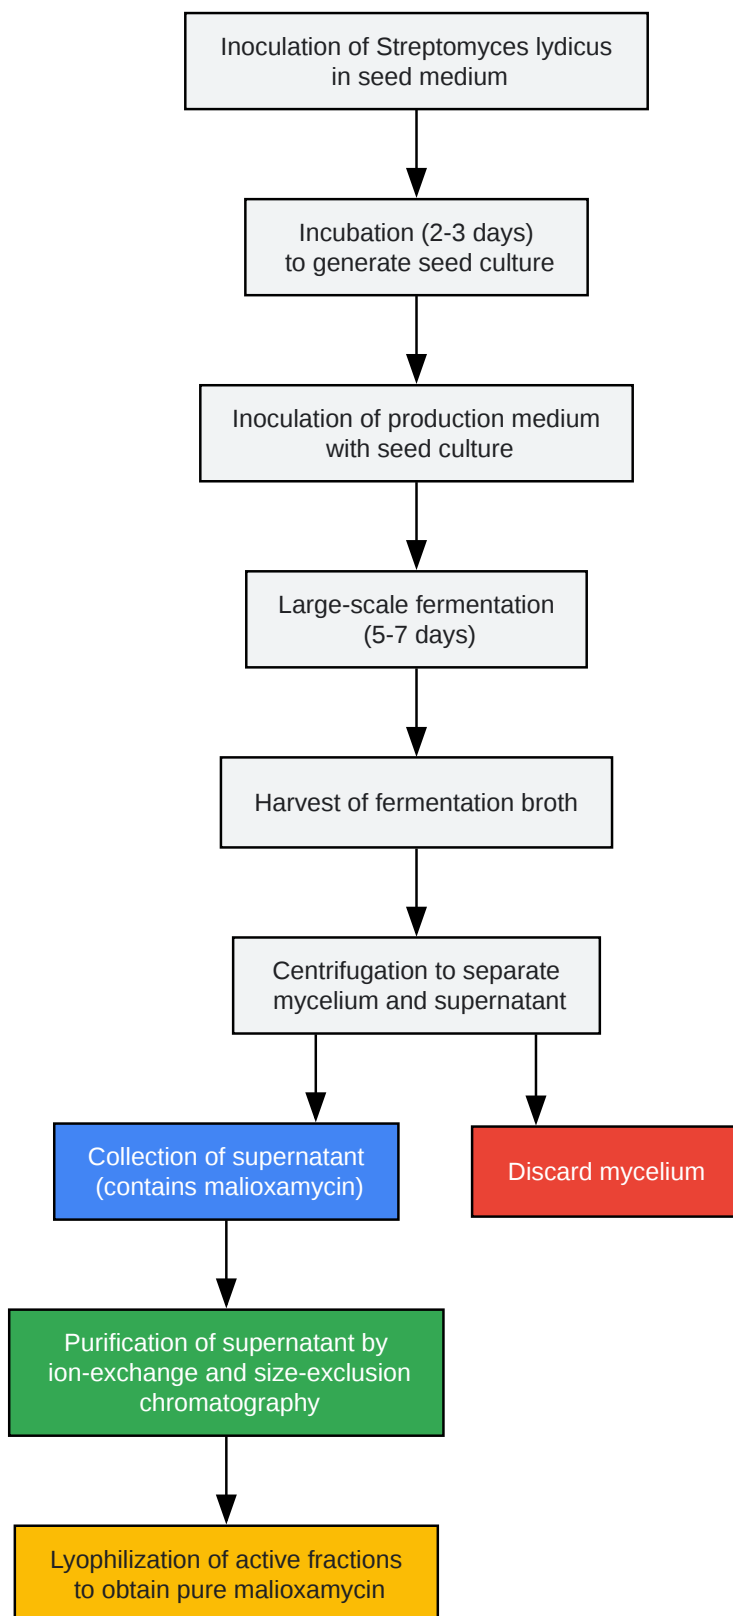 Inoculation of Streptomyces lydicus
in seed medium
Incubation (2-3 days)
to generate seed culture
Inoculation of production medium
with seed culture
Large-scale fermentation
(5-7 days)
Harvest of fermentation broth
Centrifugation to separate
mycelium and supernatant
Collection of supernatant
(contains malioxamycin)
Discard mycelium
Purification of supernatant by
ion-exchange and size-exclusion
chromatography
Lyophilization of active fractions
to obtain pure malioxamycin